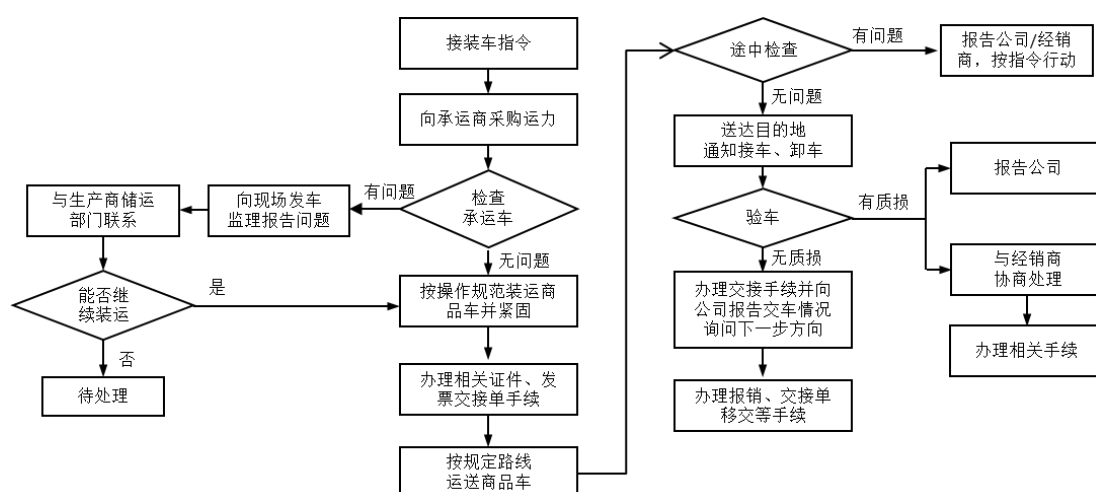 接装车指令
向承运商采购运力
检查
承运车
有问题
向现场发车
监理报告问题
与生产商储运
部门联系
能否继
续装运
是
否
待处理
无问题
按操作规范装运商
品车并紧固
办理相关证件、发
票交接单手续
按规定路线
运送商品车
途中检查
有问题
报告公司/经销
商，按指令行动
无问题
送达目的地
通知接车、卸车
验车
有质损
报告公司
与经销商
协商处理
办理相关手续
无质损
办理交接手续并向
公司报告交车情况
询问下一步方向
办理报销、交接单
移交等手续